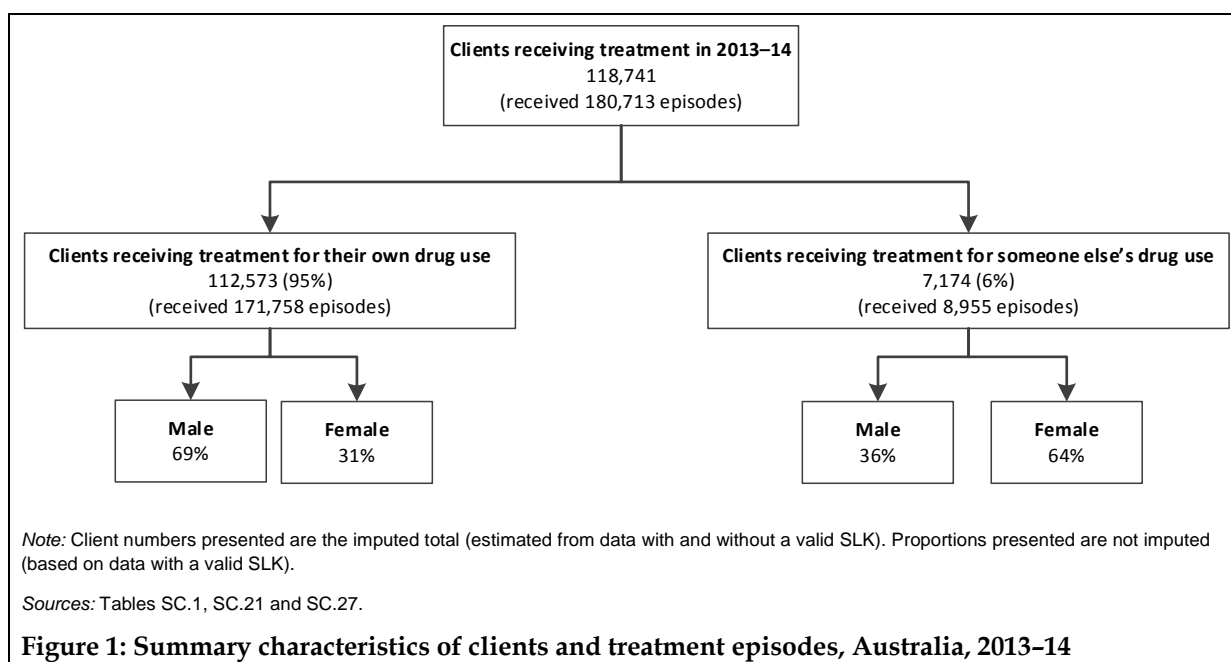 Clients receiving treatment in 2013–14
118,741
(received 180,713 episodes)
Clients receiving treatment for their own drug use
112,573 (95%)
(received 171,758 episodes)
Clients receiving treatment for someone else's drug use
7,174 (6%)
(received 8,955 episodes)
Male
69%
Female
31%
Male
36%
Female
64%
Note: Client numbers presented are the imputed total (estimated from data with and without a valid SLK). Proportions presented are not imputed
(based on data with a valid SLK).
Sources: Tables SC.1, SC.21 and SC.27.
Figure 1: Summary characteristics of clients and treatment episodes, Australia, 2013–14